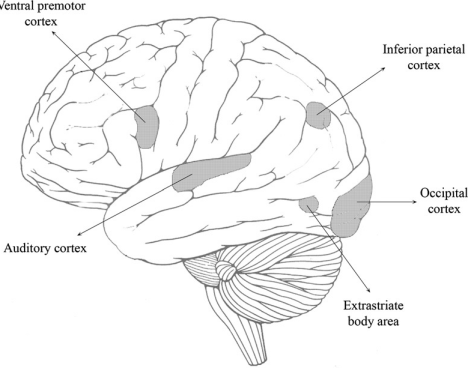 Ventral premotor
cortex
Inferior parietal
cortex
Occipital
cortex
Auditory cortex
Extrastriate
body area